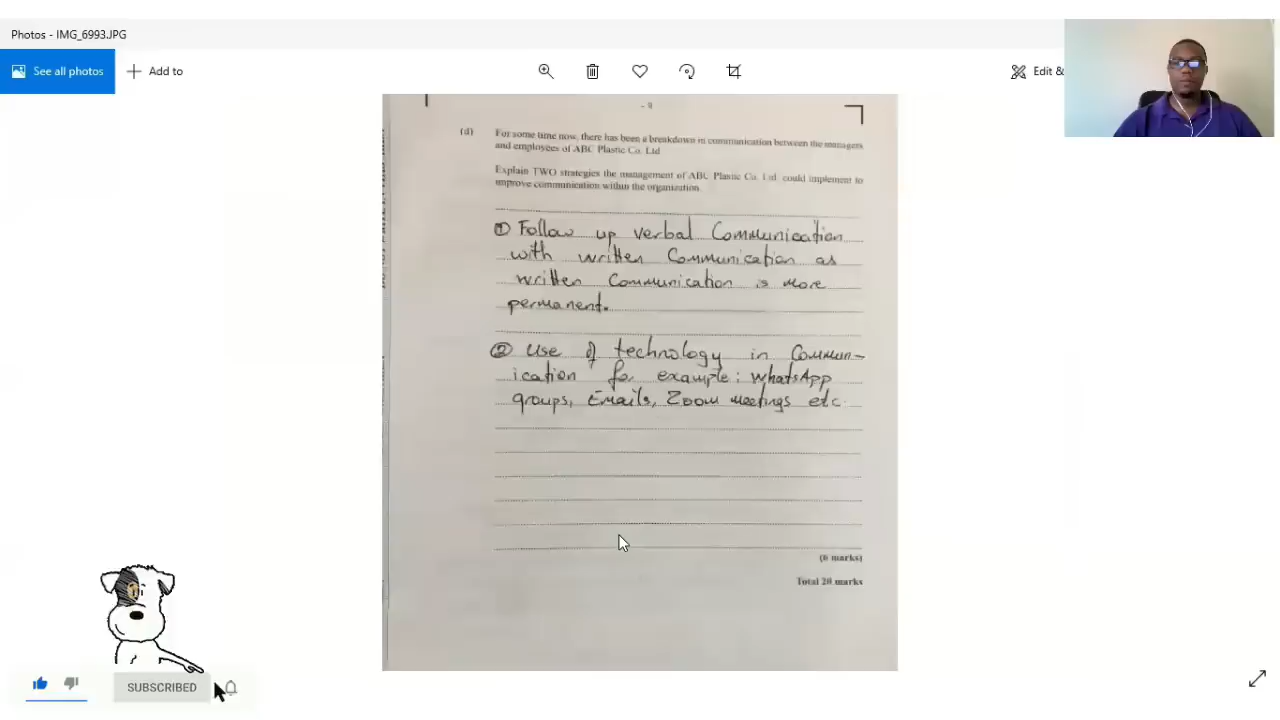 Photos - IMG_6993.JPG
See all photos
Add to
Edit &
- 9
(d) For some time now, there has been a breakdown in communication between the managers
and employees of ABC Plastic Co. Ltd
Explain TWO strategies the management of ABC Plastic Co. Ltd. could implement to
improve communication within the organization.
① Follow up verbal Communication
with written Communication as
written Communication is more
permanent.
② Use of technology in Commun-
ication for example: WhatsApp
groups, Emails, Zoom meetings etc.
(6 marks)
Total 20 marks
SUBSCRIBED